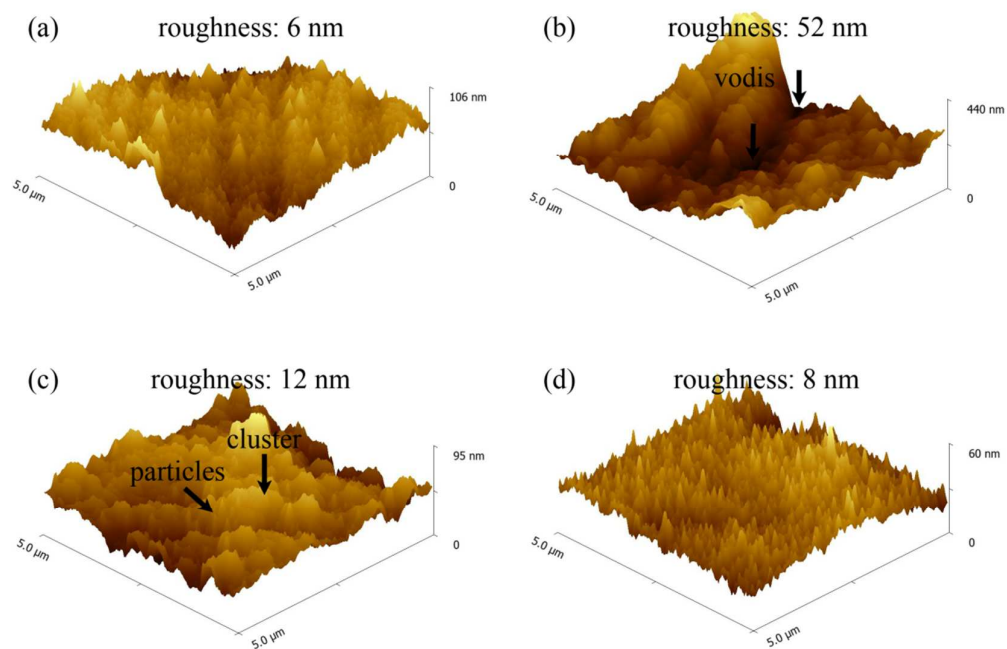 (a) roughness: 6 nm
106 nm
0
5.0 μm
5.0 μm
(b) roughness: 52 nm
vodis
440 nm
0
5.0 μm
5.0 μm
(c) roughness: 12 nm
cluster
particles
95 nm
0
5.0 μm
5.0 μm
(d) roughness: 8 nm
60 nm
0
5.0 μm
5.0 μm